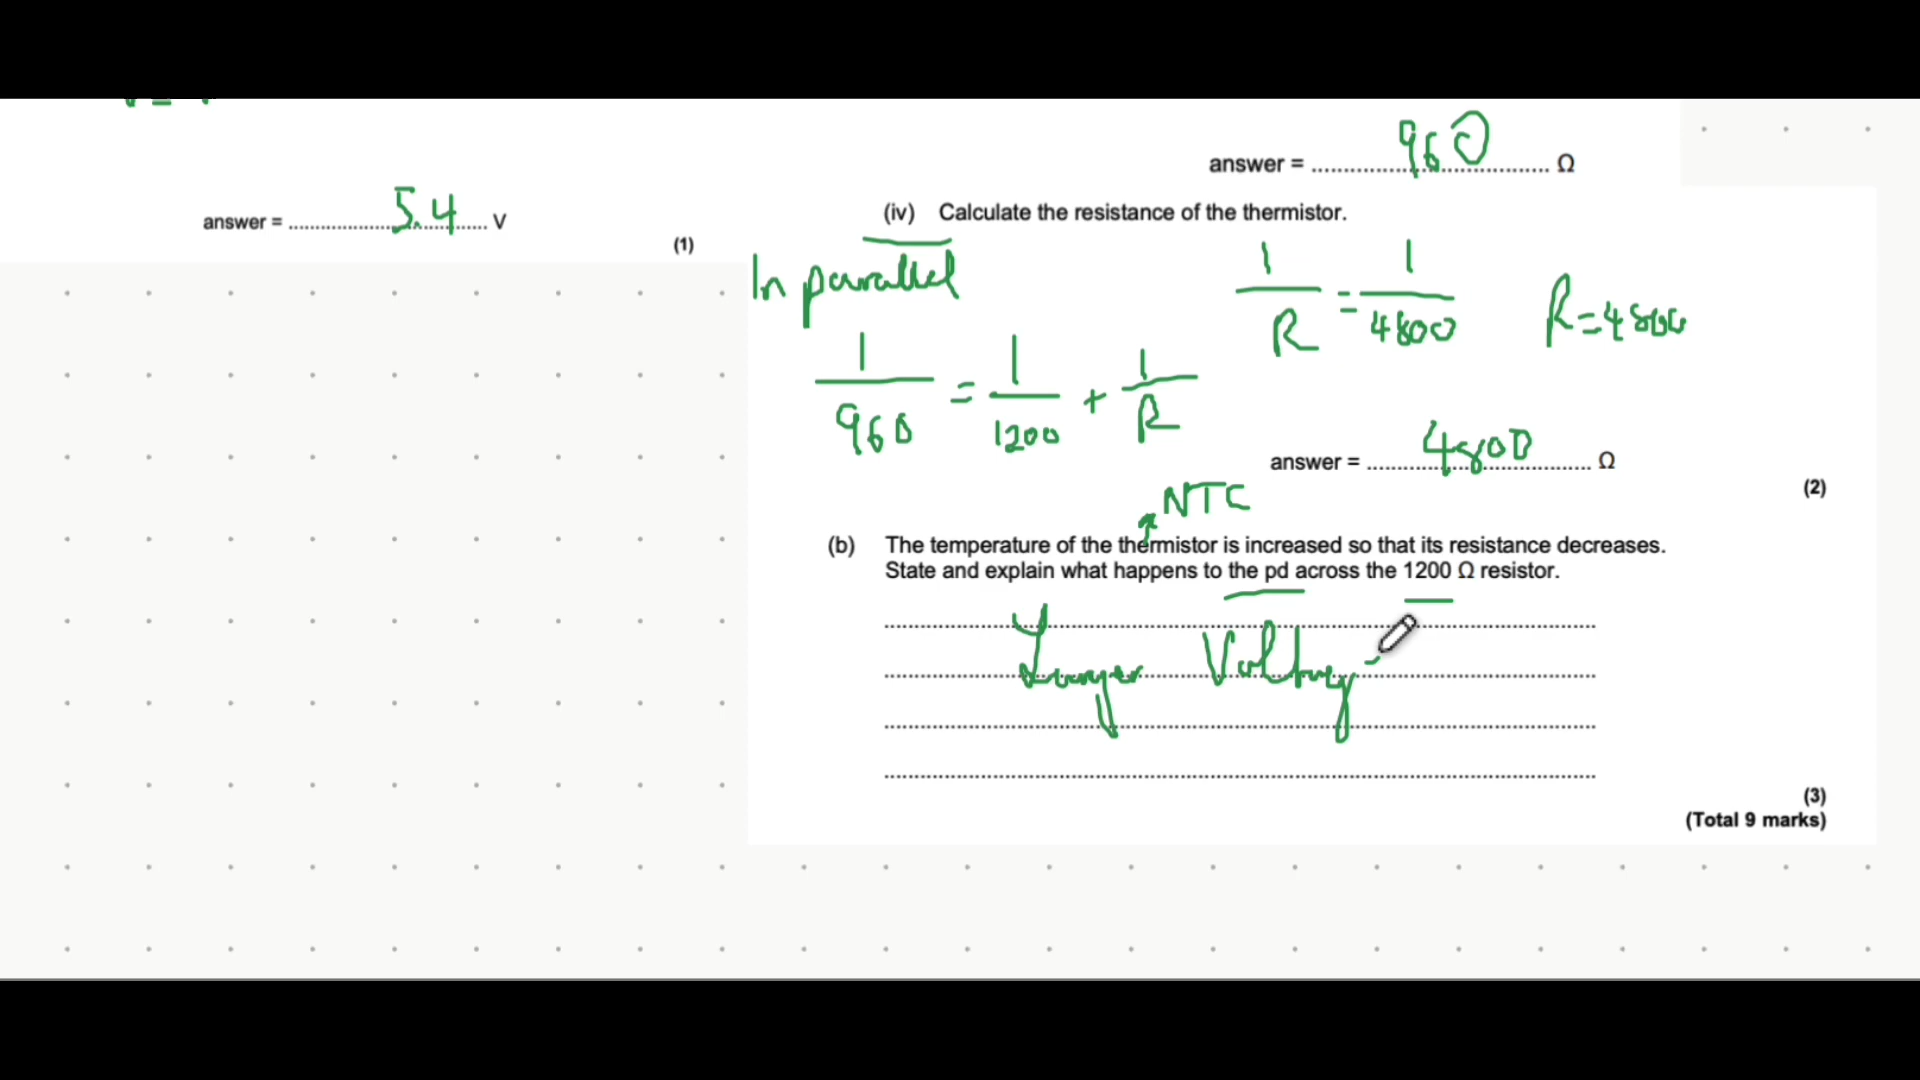 answer = .................... 5.4 ...... V
(1)
answer = .................... 960 .................... Ω
(iv) Calculate the resistance of the thermistor.
In parallel
1/960 = 1/1200 + 1/R
1/R = 1/4800
R=4800
answer = .................... 4800 .................... Ω
(2)
NTC
(b) The temperature of the thermistor is increased so that its resistance decreases.
State and explain what happens to the pd across the 1200 Ω resistor.
(3)
(Total 9 marks)